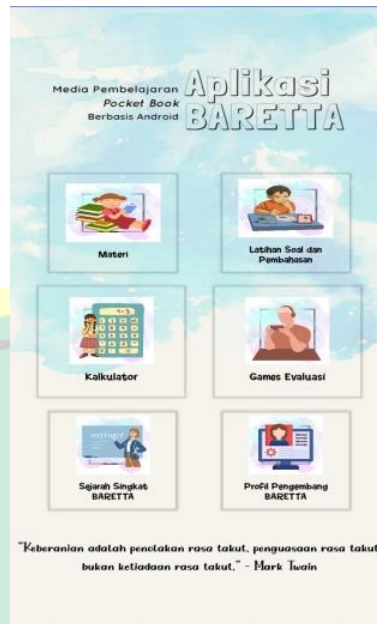 Media Pembelajaran
Pocket Book
Berbasis Android
Aplikasi
BARETTA
Materi
Latihan Soal dan
Pembahasan
Kalkulator
Games Evaluasi
HISTORY
Sejarah Singkat
BARETTA
Profil Pengembang
BARETTA
"Keberanian adalah penolakan rasa takut, penguasaan rasa takut
bukan ketiadaan rasa takut." - Mark Twain